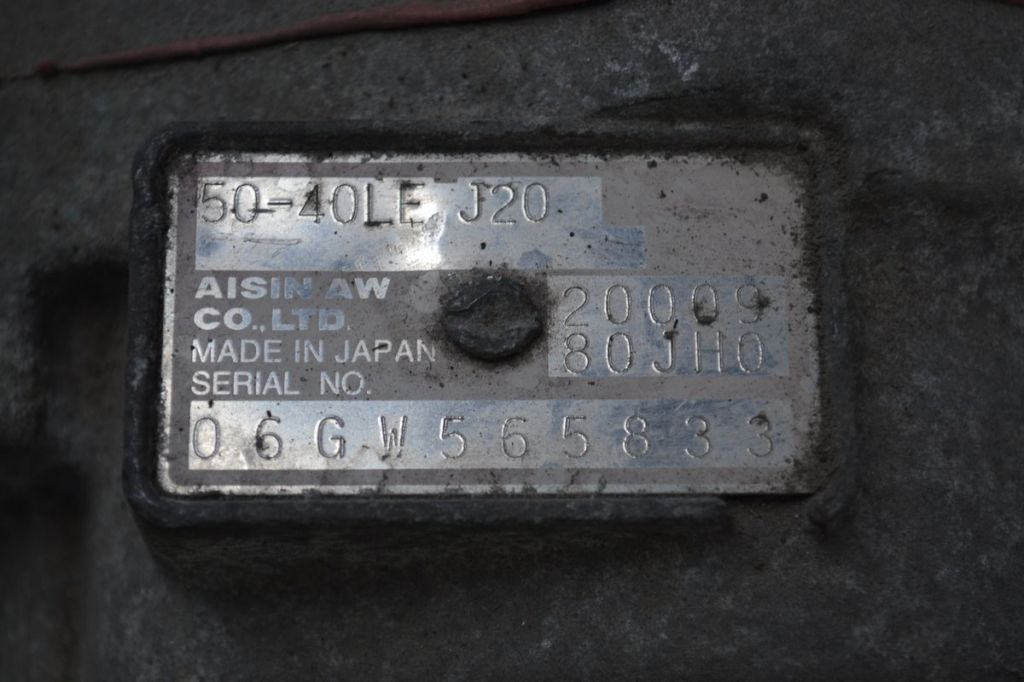 50-40LE J20
AISIN AW
CO.,LTD.
20009
80JH0
MADE IN JAPAN
SERIAL NO.
06GW565833